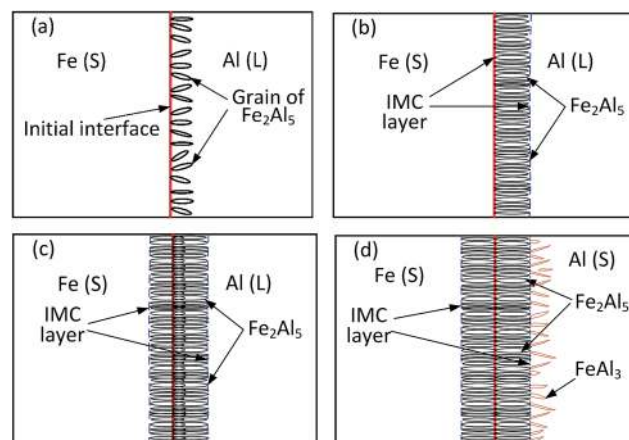 (a)
Fe (S)
Al (L)
Grain of
Fe₂Al₅
Initial interface
(b)
Fe (S)
Al (L)
IMC
layer
Fe₂Al₅
(c)
Fe (S)
Al (L)
IMC
layer
Fe₂Al₅
(d)
Fe (S)
Al (S)
IMC
layer
Fe₂Al₅
FeAl₃